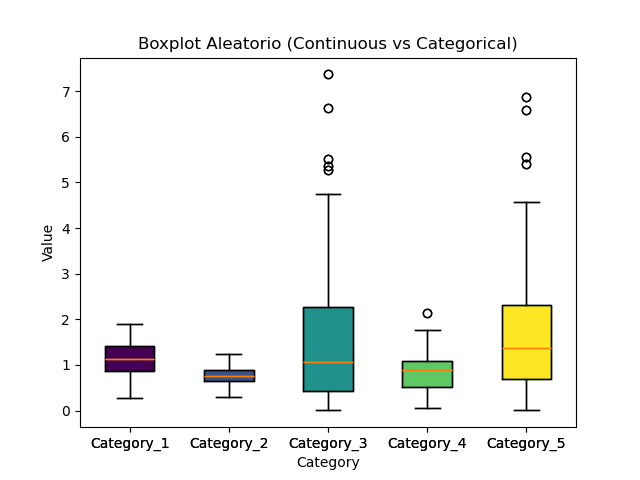 Boxplot Aleatorio (Continuous vs Categorical)
Value
7
6
5
4
3
2
1
0
Category_1 Category_2 Category_3 Category_4 Category_5
Category